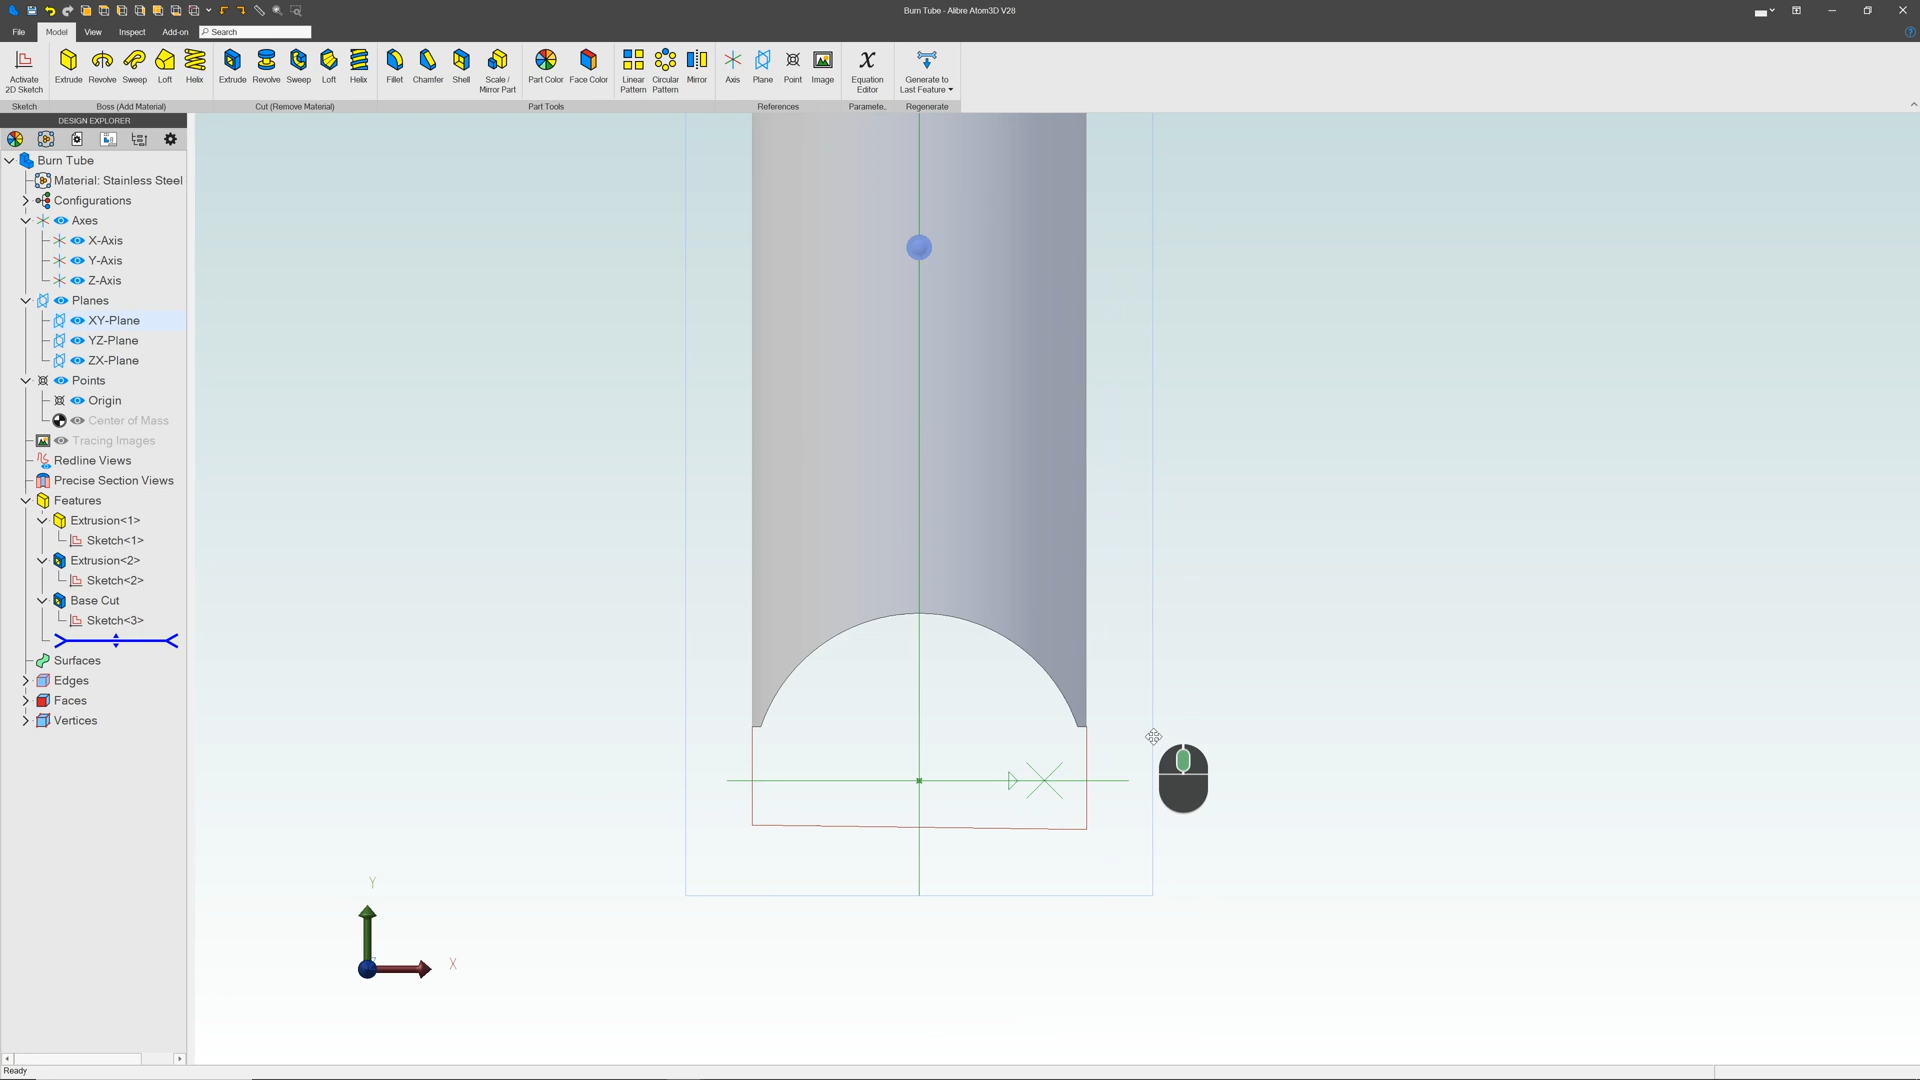 Burn Tube - Alibre Atom3D V28
File Model View Inspect Add-on Search
Activate 2D Sketch
Extrude Revolve Sweep Loft Helix
Extrude Revolve Sweep Loft Helix
Fillet Chamfer Shell Scale / Mirror Part Part Color Face Color
Linear Pattern Circular Pattern Mirror
Axis Plane Point Image
Equation Editor
Generate to Last Feature
Sketch Boss (Add Material) Cut (Remove Material) Part Tools References Paramete.. Regenerate
DESIGN EXPLORER
Burn Tube
Material: Stainless Steel
Configurations
Axes
X-Axis
Y-Axis
Z-Axis
Planes
XY-Plane
YZ-Plane
ZX-Plane
Points
Origin
Center of Mass
Tracing Images
Redline Views
Precise Section Views
Features
Extrusion<1>
Sketch<1>
Extrusion<2>
Sketch<2>
Base Cut
Sketch<3>
Surfaces
Edges
Faces
Vertices
Y
X
Ready